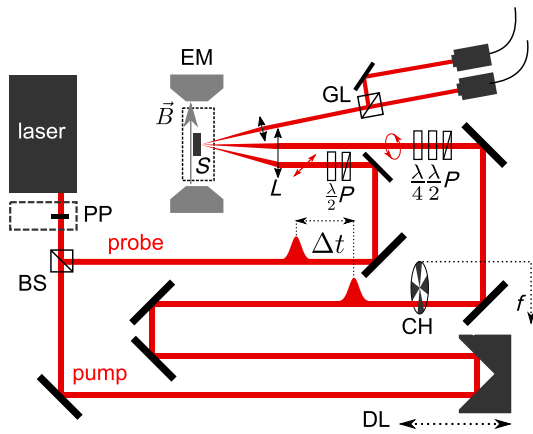 EM
GL
laser
B⃗
S
L
λ/2 P
λ/4 λ/2 P
PP
probe
Δt
BS
CH
f
pump
DL